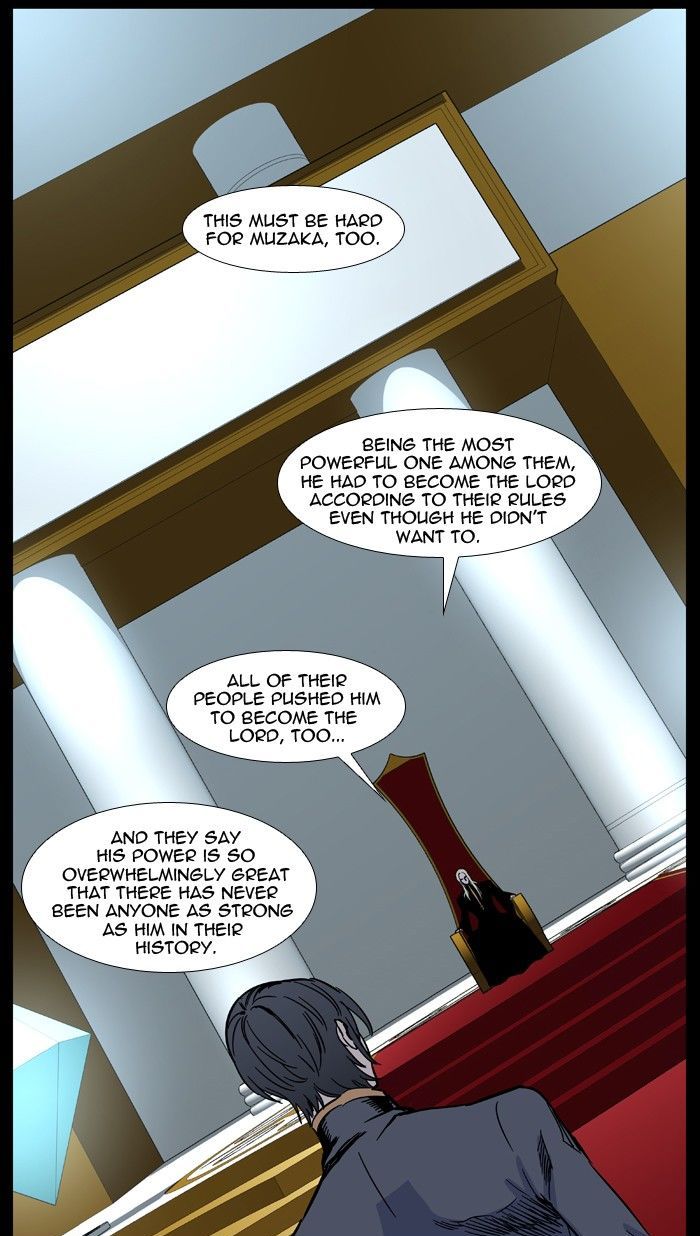 THIS MUST BE HARD
FOR MUZAKA, TOO.
BEING THE MOST
POWERFUL ONE AMONG THEM,
HE HAD TO BECOME THE LORD
ACCORDING TO THEIR RULES
EVEN THOUGH HE DIDN'T
WANT TO.
ALL OF THEIR
PEOPLE PUSHED HIM
TO BECOME THE
LORD, TOO...
AND THEY SAY
HIS POWER IS SO
OVERWHELMINGLY GREAT
THAT THERE HAS NEVER
BEEN ANYONE AS STRONG
AS HIM IN THEIR
HISTORY.